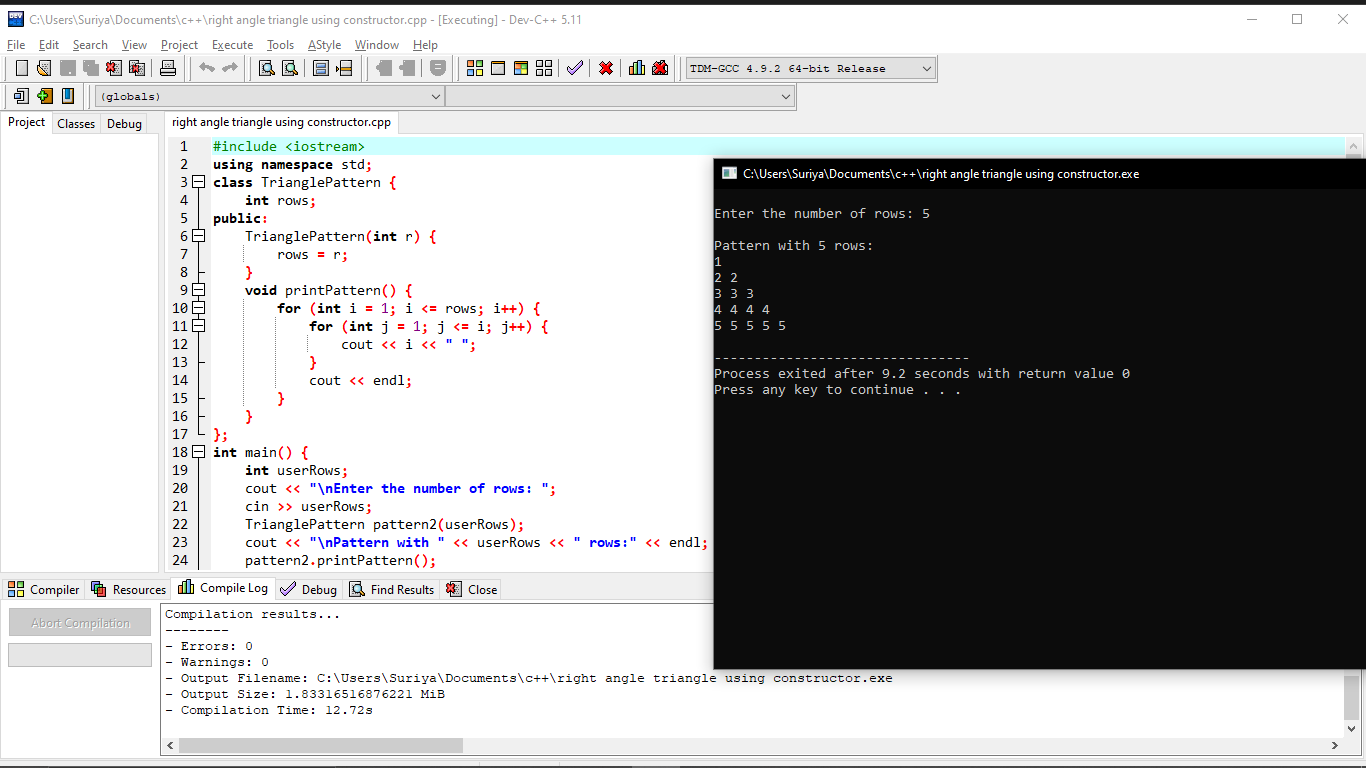 C:\Users\Suriya\Documents\c++\right angle triangle using constructor.cpp - [Executing] - Dev-C++ 5.11
File Edit Search View Project Execute Tools AStyle Window Help
TDM-GCC 4.9.2 64-bit Release
(globals)
Project Classes Debug
right angle triangle using constructor.cpp
1 #include <iostream>
2 using namespace std;
3 class TrianglePattern {
4 int rows;
5 public:
6 TrianglePattern(int r) {
7 rows = r;
8 }
9 void printPattern() {
10 for (int i = 1; i <= rows; i++) {
11 for (int j = 1; j <= i; j++) {
12 cout << i << " ";
13 }
14 cout << endl;
15 }
16 }
17 };
18 int main() {
19 int userRows;
20 cout << "\nEnter the number of rows: ";
21 cin >> userRows;
22 TrianglePattern pattern2(userRows);
23 cout << "\nPattern with " << userRows << " rows:" << endl;
24 pattern2.printPattern();
C:\Users\Suriya\Documents\c++\right angle triangle using constructor.exe
Enter the number of rows: 5
Pattern with 5 rows:
1
2 2
3 3 3
4 4 4 4
5 5 5 5 5
--------------------------------
Process exited after 9.2 seconds with return value 0
Press any key to continue . . .
Compiler Resources Compile Log Debug Find Results Close
Abort Compilation
Compilation results...
--------
- Errors: 0
- Warnings: 0
- Output Filename: C:\Users\Suriya\Documents\c++\right angle triangle using constructor.exe
- Output Size: 1.83316516876221 MiB
- Compilation Time: 12.72s